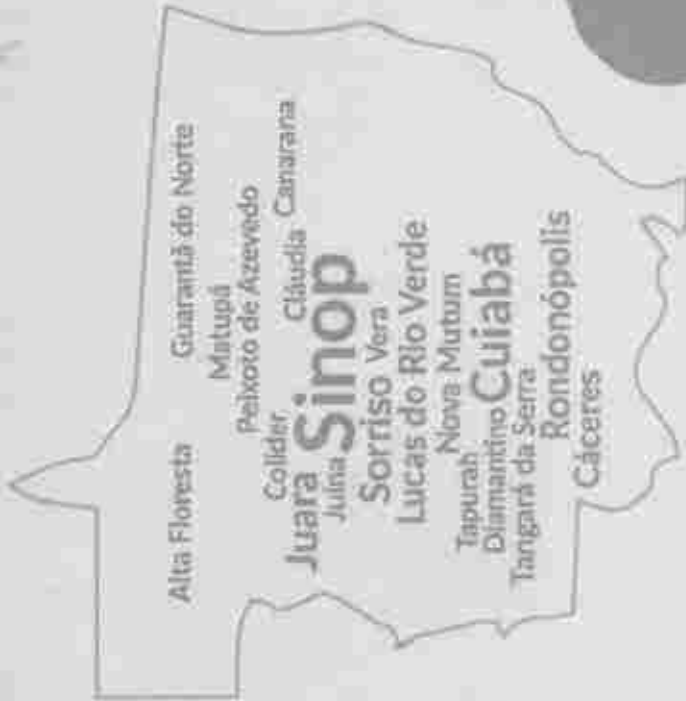 Alta Floresta
Guarantã do Norte
Matupá
Peixoto de Azevedo
Colíder
Cláudia
Canarana
Juara
Juína
Sinop
Sorriso
Vera
Lucas do Rio Verde
Nova Mutum
Tapurah
Diamantino
Cuiabá
Tangará da Serra
Rondonópolis
Cáceres